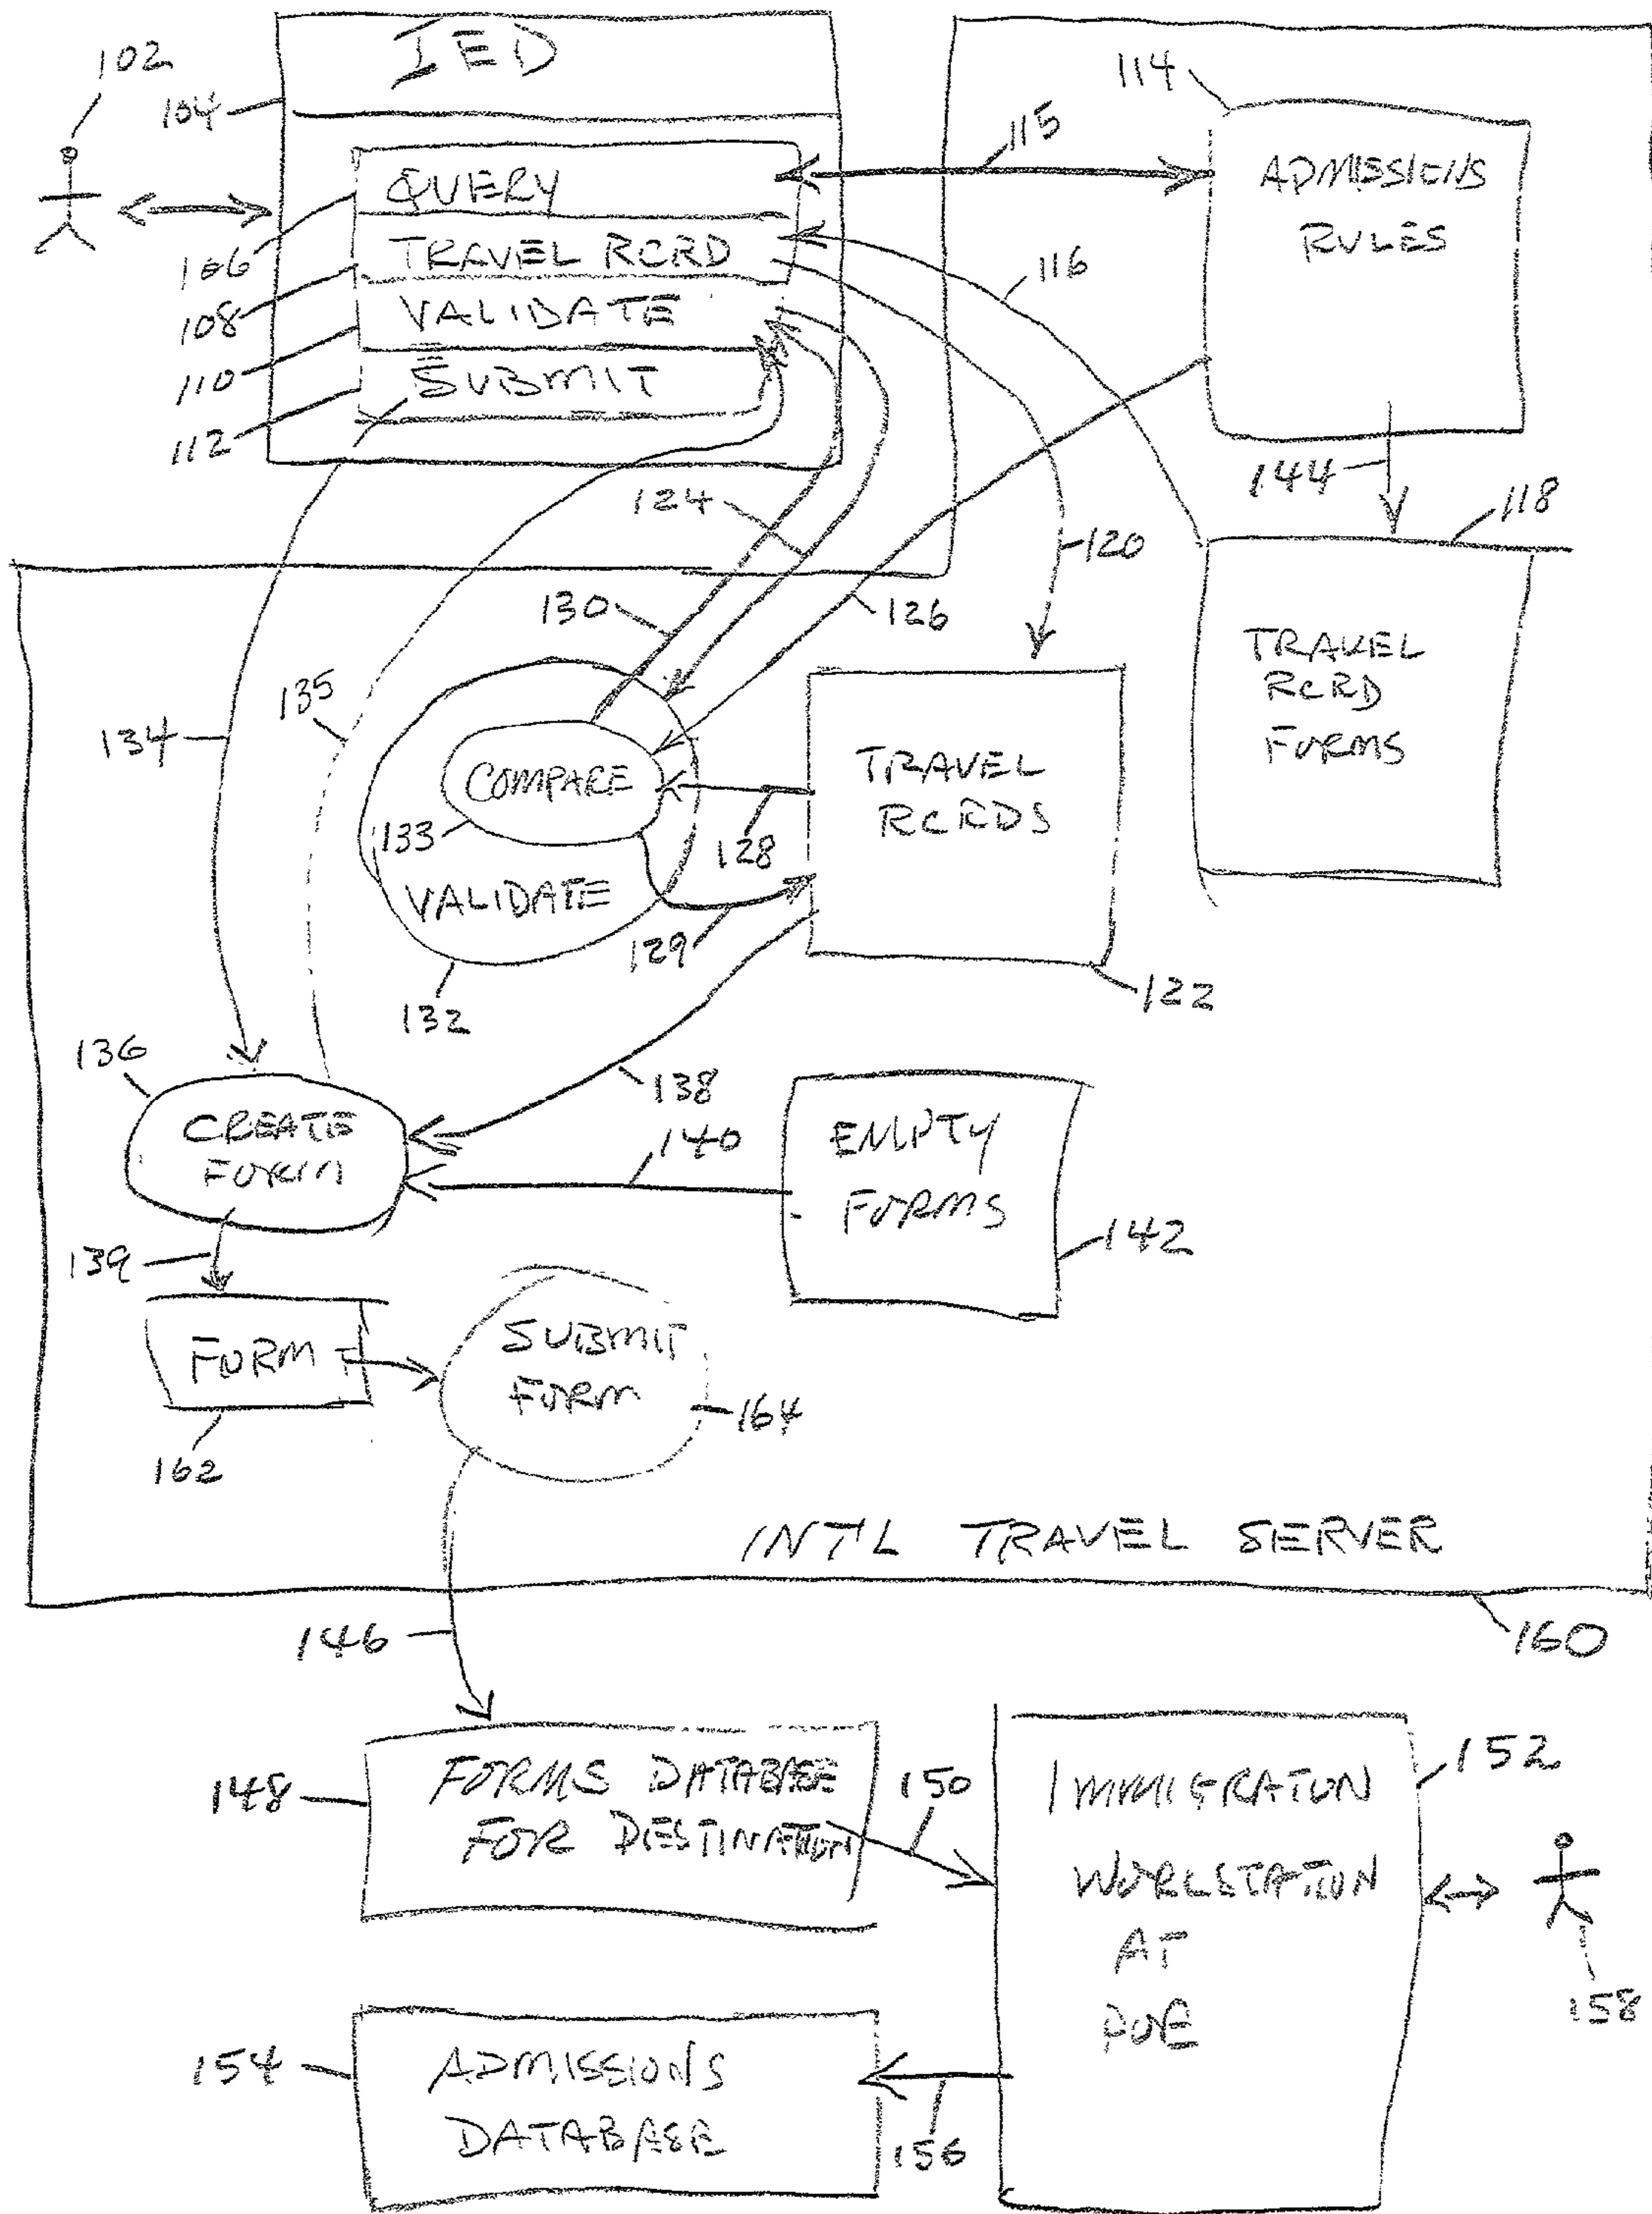 102
IED
104
114
115
QUERY
ADMISSIONS
RULES
106
TRAVEL RCRD
116
108
VALIDATE
110
SUBMIT
112
144
118
124
120
130
126
TRAVEL
RCRD
FORMS
135
134
COMPARE
TRAVEL
RCRDS
133
128
VALIDATE
129
132
122
136
138
CREATE
FORM
140
EMPTY
FORMS
142
139
FORM
SUBMIT
FORM
164
162
INT'L TRAVEL SERVER
146
160
148
FORMS DATABASE
FOR DESTINATION
150
152
IMMIGRATON
WORKSTATION
AT
POE
158
154
ADMISSIONS
DATABASE
156